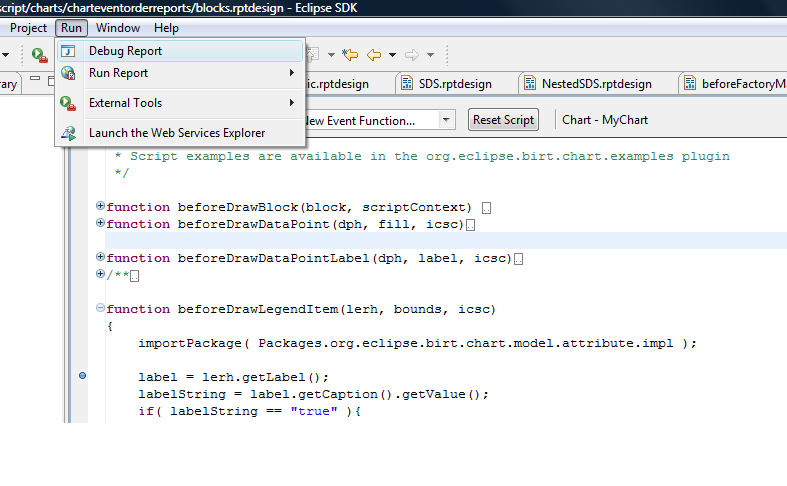 script/charts/charteventorderreports/blocks.rptdesign - Eclipse SDK
Project Run Window Help
Debug Report
Run Report
External Tools
Launch the Web Services Explorer
rary ic.rptdesign SDS.rptdesign NestedSDS.rptdesign beforeFactoryM
New Event Function... Reset Script Chart - MyChart
* Script examples are available in the org.eclipse.birt.chart.examples plugin
*/
function beforeDrawBlock(block, scriptContext)
function beforeDrawDataPoint(dph, fill, icsc)
function beforeDrawDataPointLabel(dph, label, icsc)
/**
function beforeDrawLegendItem(lerh, bounds, icsc)
{
importPackage( Packages.org.eclipse.birt.chart.model.attribute.impl );
label = lerh.getLabel();
labelString = label.getCaption().getValue();
if( labelString == "true" ){